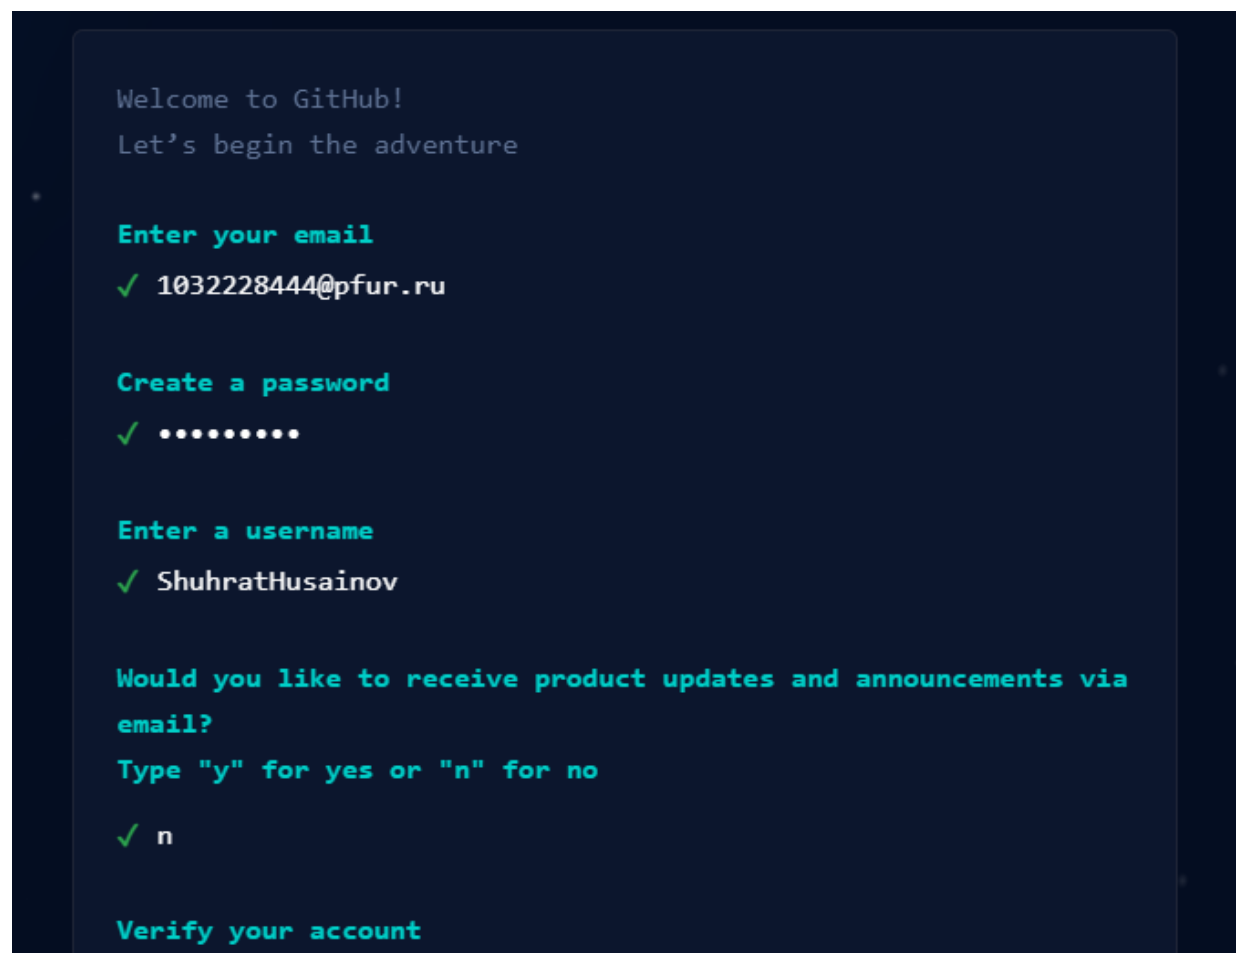 Welcome to GitHub!
Let’s begin the adventure
Enter your email
✓ 1032228444@pfur.ru
Create a password
✓ •••••••••
Enter a username
✓ ShuhratHusainov
Would you like to receive product updates and announcements via
email?
Type "y" for yes or "n" for no
✓ n
Verify your account